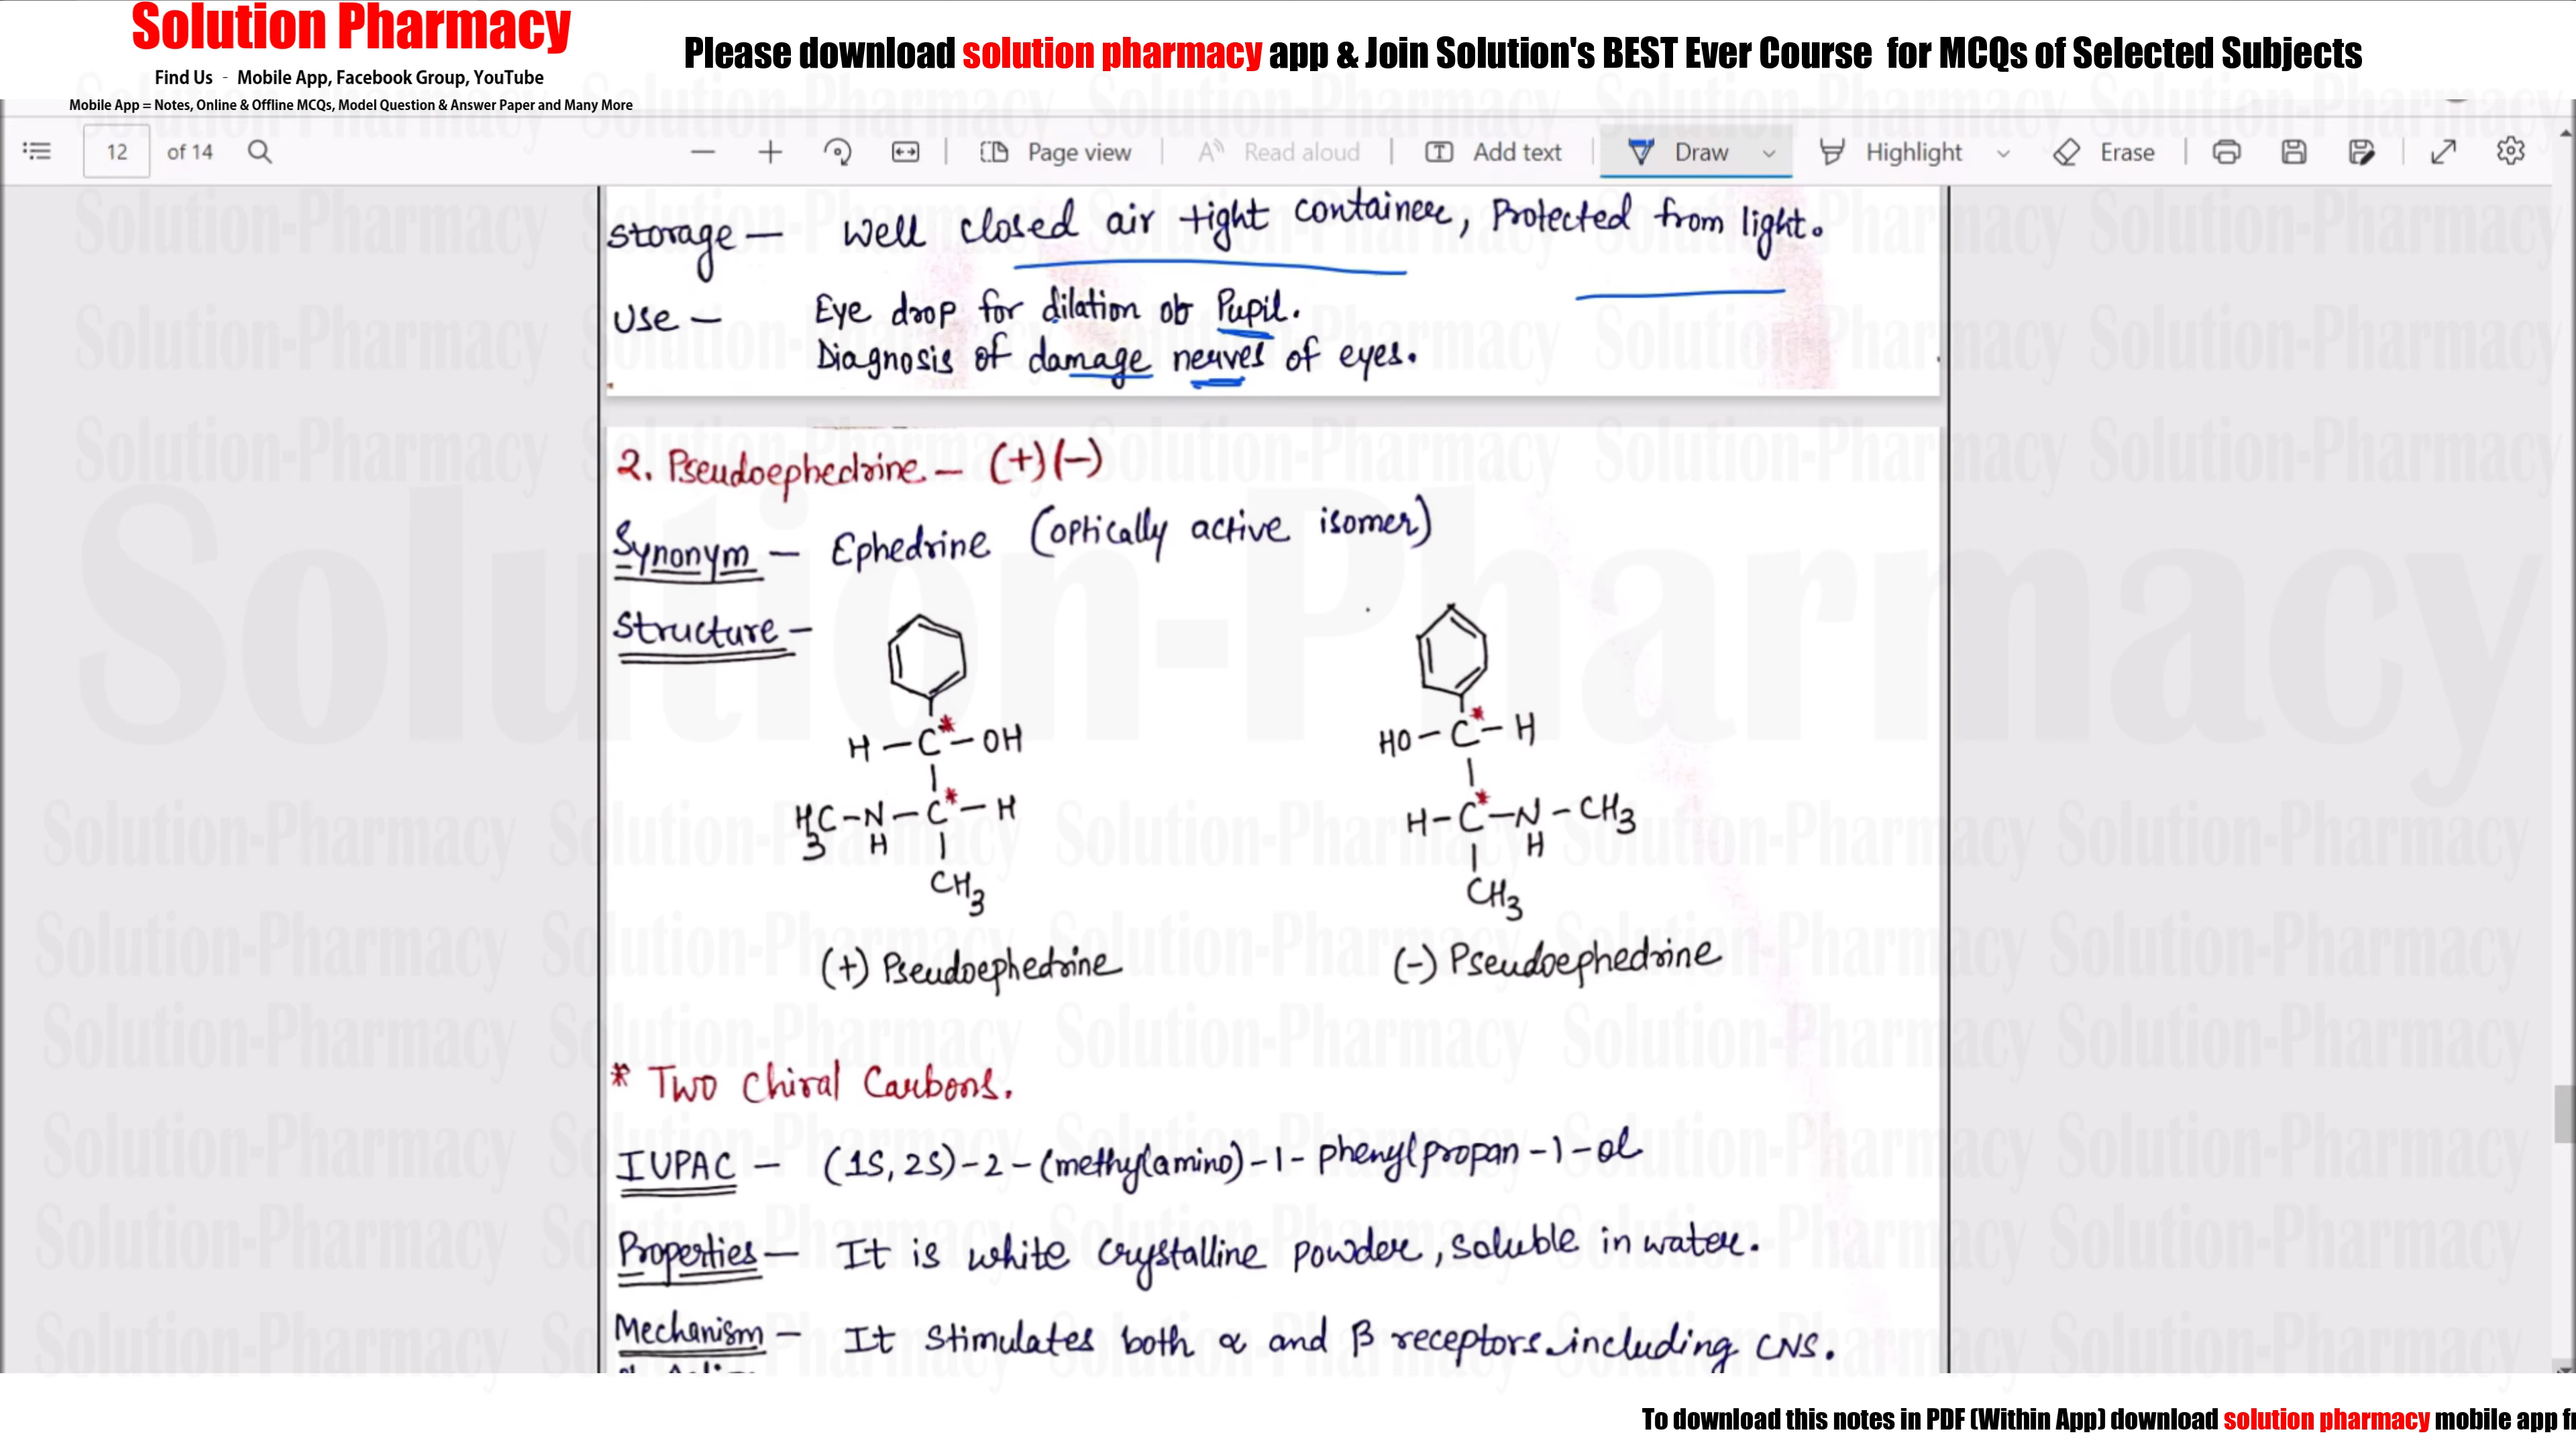 Solution Pharmacy
Find Us - Mobile App, Facebook Group, YouTube
Mobile App = Notes, Online & Offline MCQs, Model Question & Answer Paper and Many More
Please download solution pharmacy app & Join Solution's BEST Ever Course for MCQs of Selected Subjects
12 of 14 Page view Read aloud Add text Draw Highlight Erase
Storage — Well closed air tight container, Protected from light.
Use — Eye drop for dilation of Pupil.
Diagnosis of damage nerves of eyes.
2. Pseudoephedrine - (+)(-)
Synonym — Ephedrine (optically active isomer)
Structure —
H — C* — OH
HO — C* — H
H3C — N — C* — H
H
H — C* — N — CH3
H
CH3
CH3
(+) Pseudoephedrine
(-) Pseudoephedrine
* Two Chiral Carbons.
IUPAC — (1S, 2S)-2-(methylamino)-1-phenylpropan-1-ol
Properties — It is white crystalline powder, soluble in water.
Mechanism — It stimulates both α and β receptors including CNS.
To download this notes in PDF (Within App) download solution pharmacy mobile app
Solution-Pharmacy